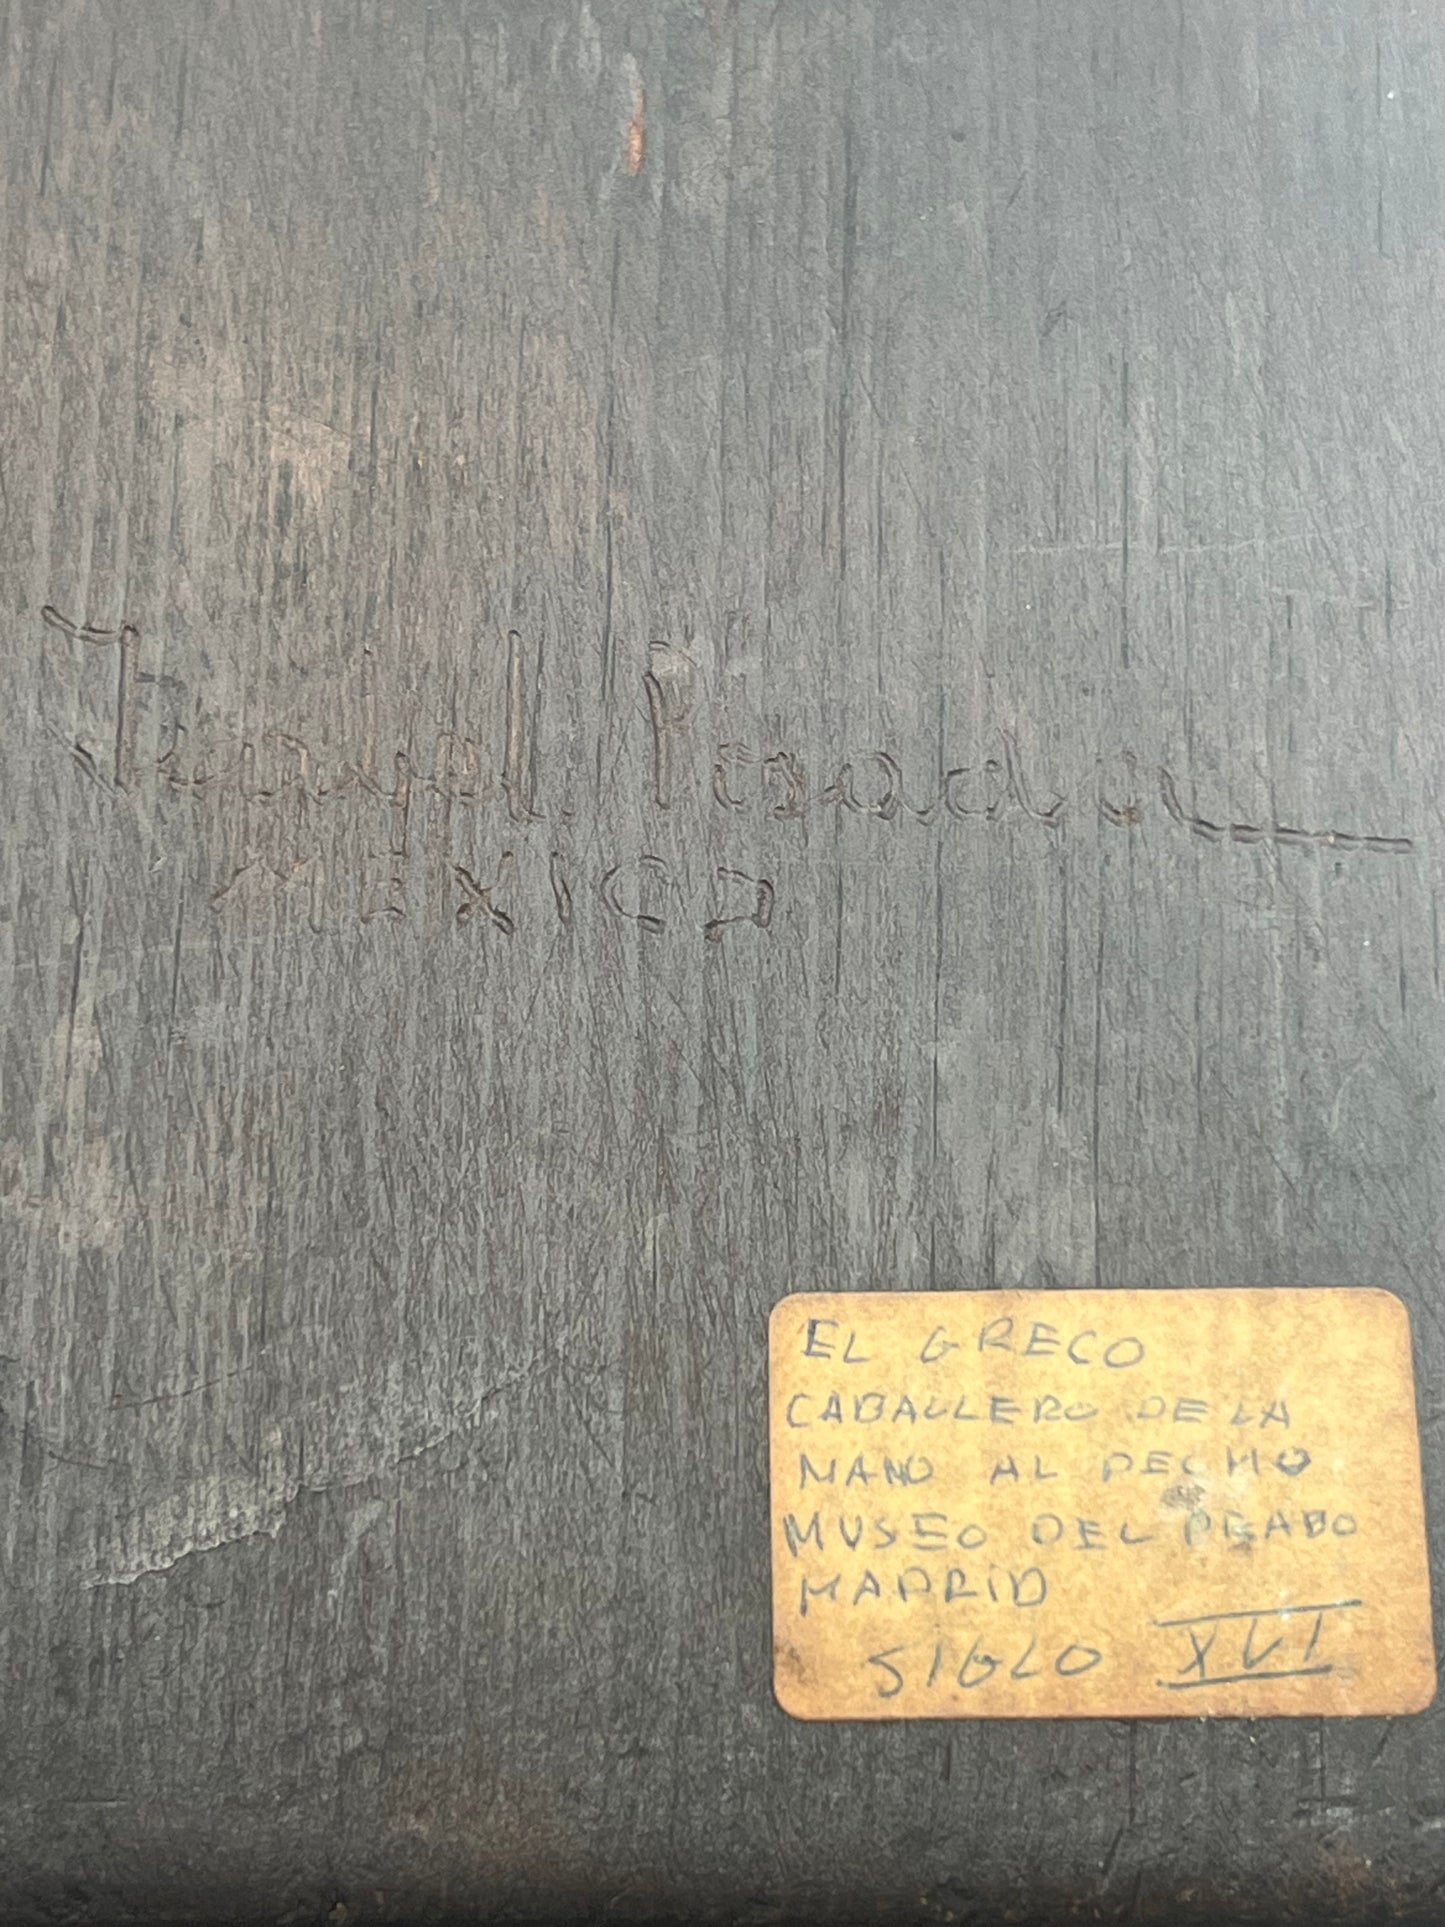 MEXICO
EL GRECO
CABALLERO DE LA
MANO AL PECHO
MUSEO DEL PRADO
MADRID
SIGLO XVI